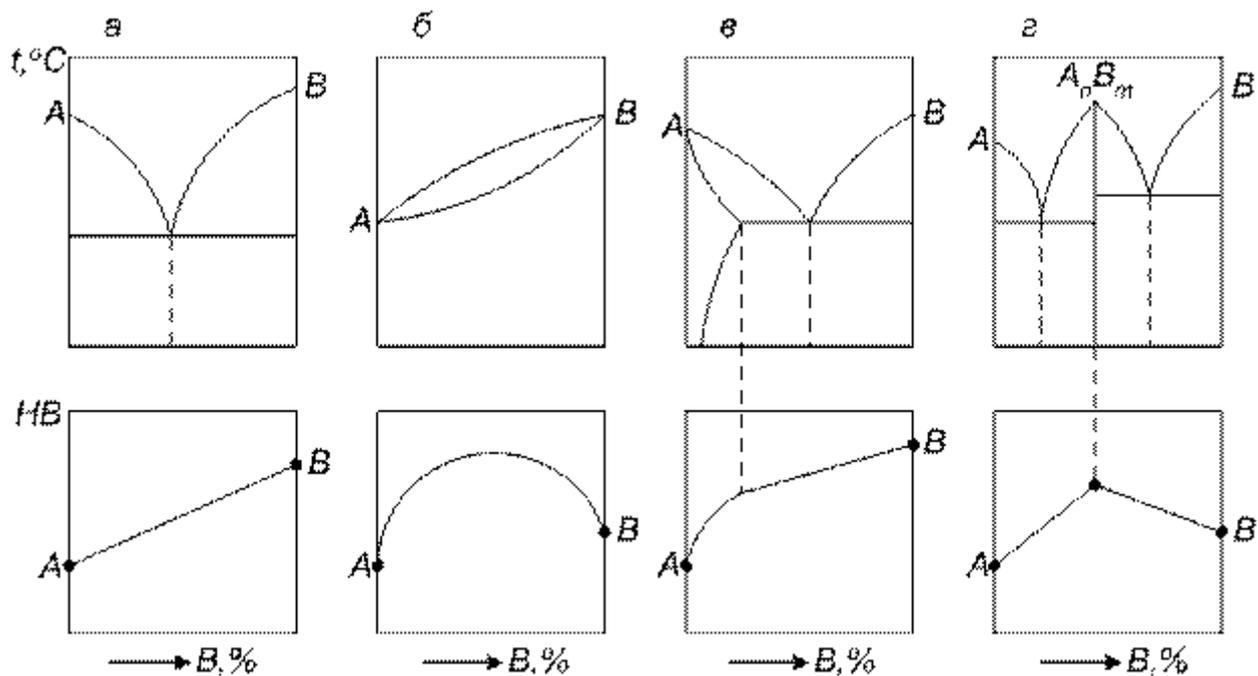 а б в г
t,°C
A B
A B
A B
A AnBm B
HB
A B
A B
A B
A B
B,% B,% B,% B,%